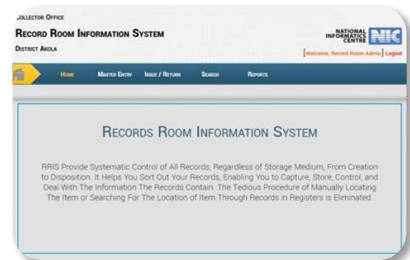 Collector Office
Record Room Information System
District Akola
NATIONAL
INFORMATICS
CENTRE
NIC
[Welcome, Record Room Admin] Logout
Home Master Entry Issue / Return Search Reports
Records Room Information System
RRIS Provide Systematic Control of All Records, Regardless of Storage Medium, From Creation
to Disposition. It Helps You Sort Out Your Records, Enabling You to Capture, Store, Control, and
Deal With The Information The Records Contain. The Tedious Procedure of Manually Locating
The Item or Searching For The Location of Item Through Records in Registers is Eliminated.